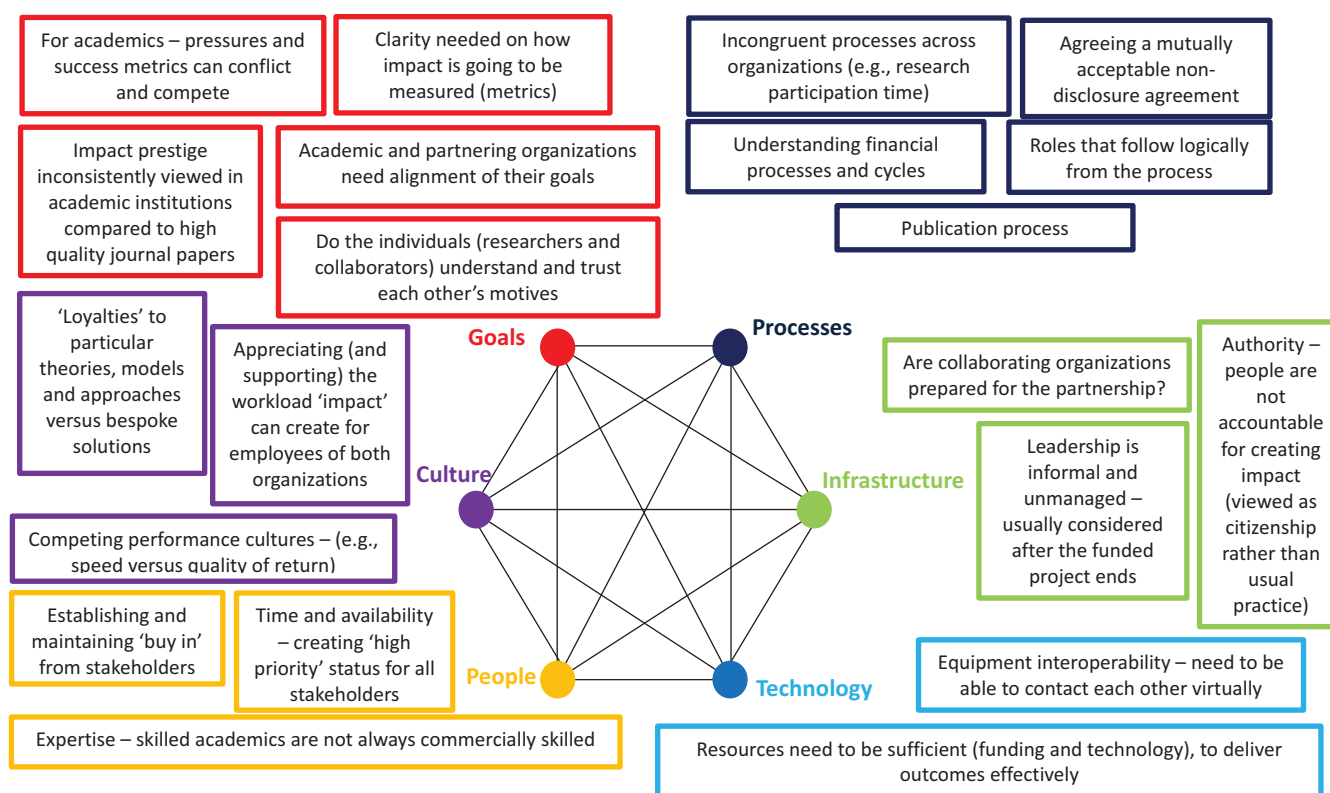 For academics – pressures and
success metrics can conflict
and compete
Clarity needed on how
impact is going to be
measured (metrics)
Impact prestige
inconsistently viewed in
academic institutions
compared to high
quality journal papers
Academic and partnering organizations
need alignment of their goals
Do the individuals (researchers and
collaborators) understand and trust
each other’s motives
Incongruent processes across
organizations (e.g., research
participation time)
Agreeing a mutually
acceptable non-
disclosure agreement
Understanding financial
processes and cycles
Roles that follow logically
from the process
Publication process
‘Loyalties’ to
particular
theories, models
and approaches
versus bespoke
solutions
Appreciating (and
supporting) the
workload ‘impact’
can create for
employees of both
organizations
Competing performance cultures – (e.g.,
speed versus quality of return)
Goals
Processes
Culture
Infrastructure
People
Technology
Are collaborating organizations
prepared for the partnership?
Leadership is
informal and
unmanaged –
usually considered
after the funded
project ends
Authority –
people are
not
accountable
for creating
impact
(viewed as
citizenship
rather than
usual
practice)
Establishing and
maintaining ‘buy in’
from stakeholders
Time and availability
– creating ‘high
priority’ status for all
stakeholders
Expertise – skilled academics are not always commercially skilled
Equipment interoperability – need to be
able to contact each other virtually
Resources need to be sufficient (funding and technology), to deliver
outcomes effectively